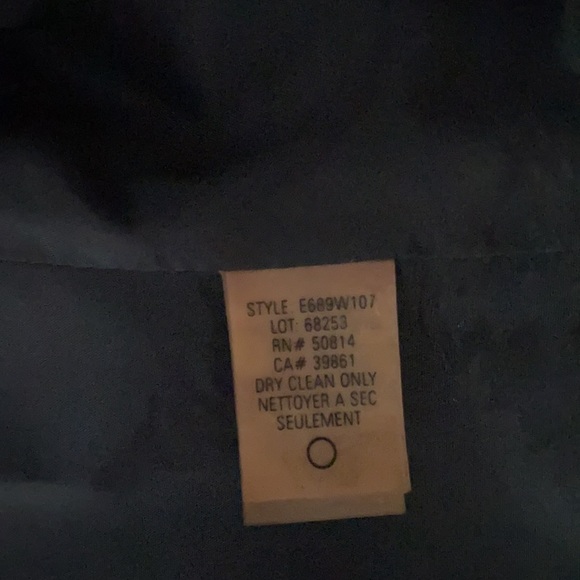 STYLE E689W107
LOT: 68253
RN# 50814
CA# 39861
DRY CLEAN ONLY
NETTOYER A SEC
SEULEMENT